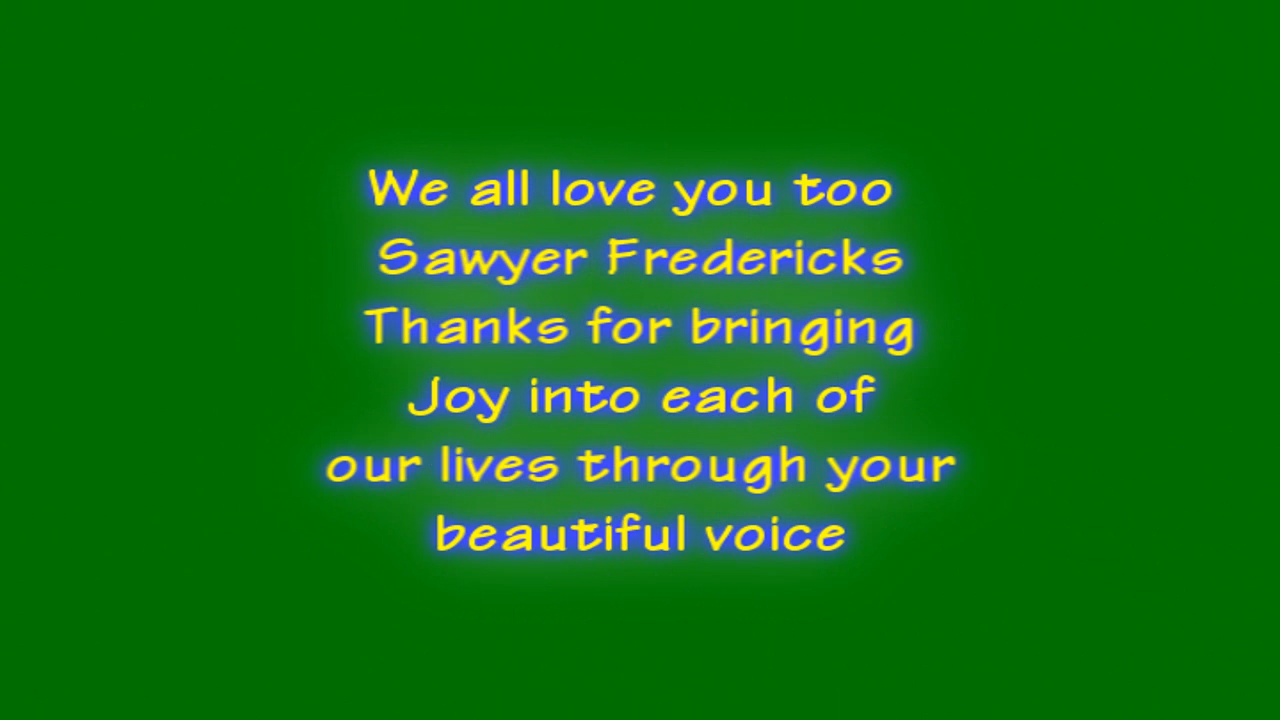 We all love you too
Sawyer Fredericks
Thanks for bringing
Joy into each of
our lives through your
beautiful voice